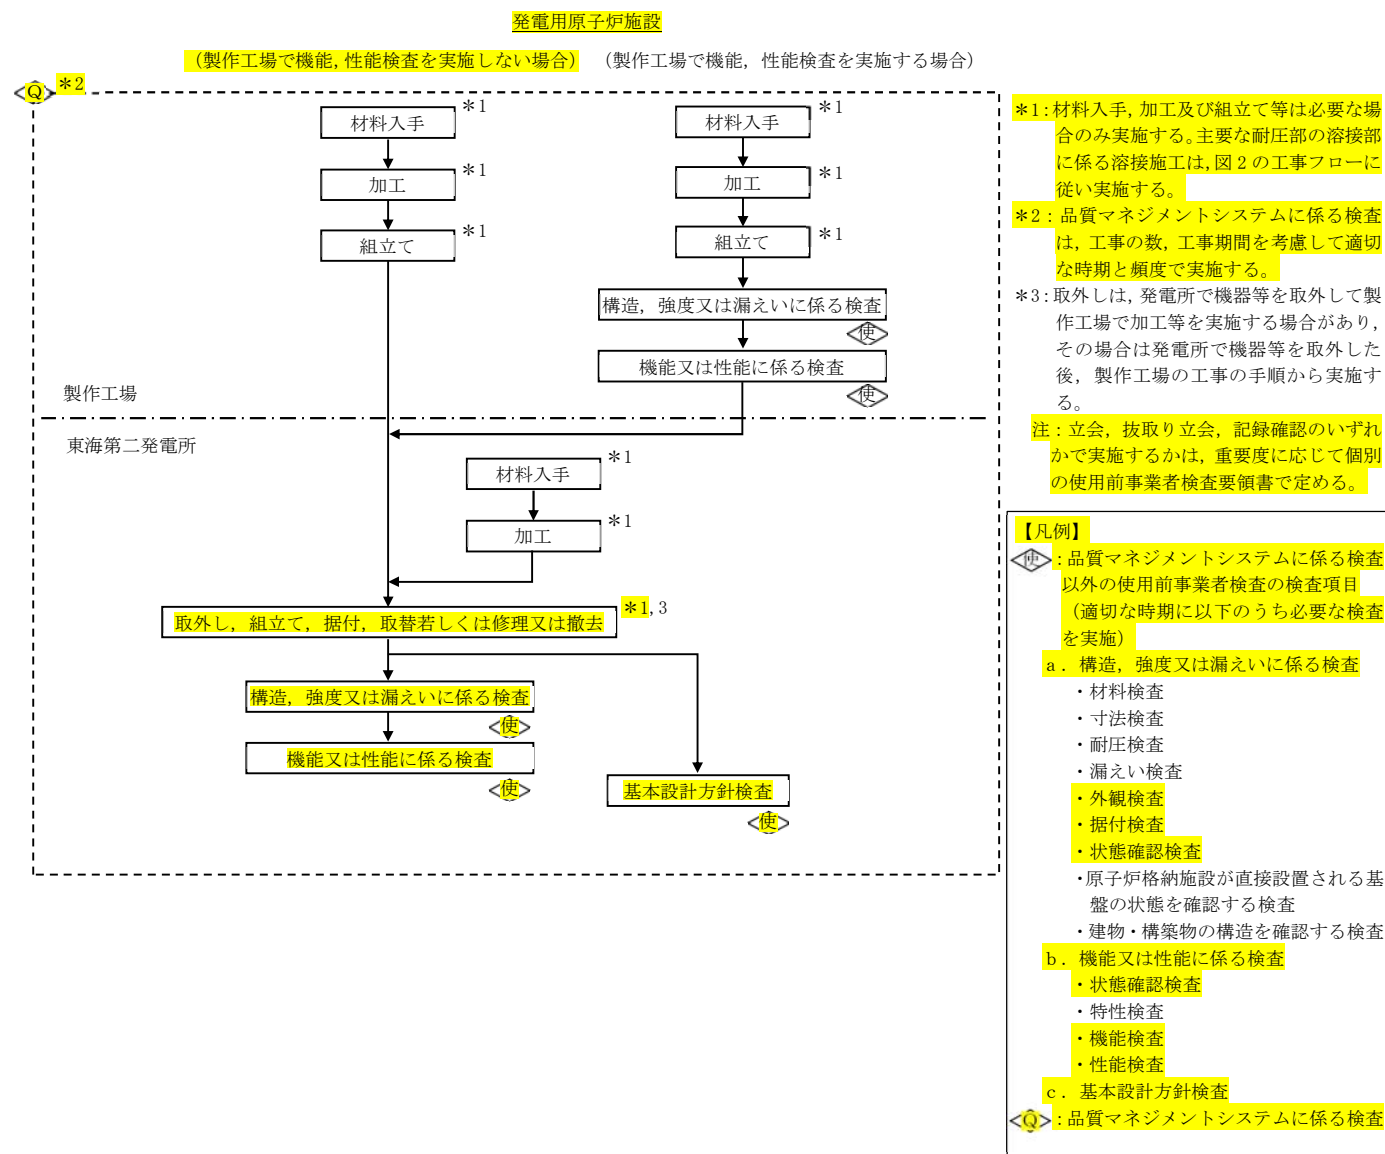 発電用原子炉施設
(製作工場で機能,性能検査を実施しない場合) (製作工場で機能,性能検査を実施する場合)
Q *2
材料入手 *1
加工 *1
組立て *1
材料入手 *1
加工 *1
組立て *1
構造,強度又は漏えいに係る検査
使
機能又は性能に係る検査
使
製作工場
東海第二発電所
材料入手 *1
加工 *1
取外し,組立て,据付,取替若しくは修理又は撤去 *1,3
構造,強度又は漏えいに係る検査
使
機能又は性能に係る検査
使
基本設計方針検査
使
*1:材料入手,加工及び組立て等は必要な場
合のみ実施する。主要な耐圧部の溶接部
に係る溶接施工は,図2の工事フローに
従い実施する。
*2:品質マネジメントシステムに係る検査
は,工事の数,工事期間を考慮して適切
な時期と頻度で実施する。
*3:取外しは,発電所で機器等を取外して製
作工場で加工等を実施する場合があり,
その場合は発電所で機器等を取外した
後,製作工場の工事の手順から実施す
る。
注:立会,抜取り立会,記録確認のいずれ
かで実施するかは,重要度に応じて個別
の使用前事業者検査要領書で定める。
【凡例】
使:品質マネジメントシステムに係る検査
以外の使用前事業者検査の検査項目
(適切な時期に以下のうち必要な検査
を実施)
a.構造,強度又は漏えいに係る検査
・材料検査
・寸法検査
・耐圧検査
・漏えい検査
・外観検査
・据付検査
・状態確認検査
・原子炉格納施設が直接設置される基
盤の状態を確認する検査
・建物・構築物の構造を確認する検査
b.機能又は性能に係る検査
・状態確認検査
・特性検査
・機能検査
・性能検査
c.基本設計方針検査
Q:品質マネジメントシステムに係る検査